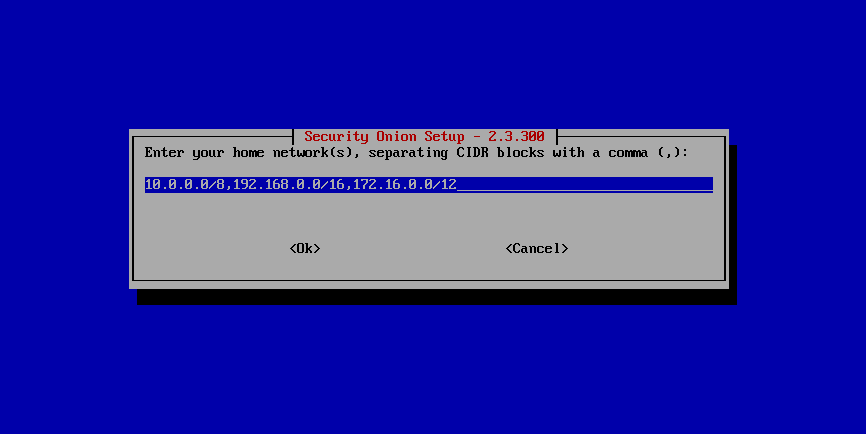 Security Onion Setup - 2.3.300
Enter your home network(s), separating CIDR blocks with a comma (,):
10.0.0.0/8,192.168.0.0/16,172.16.0.0/12
<Ok> <Cancel>